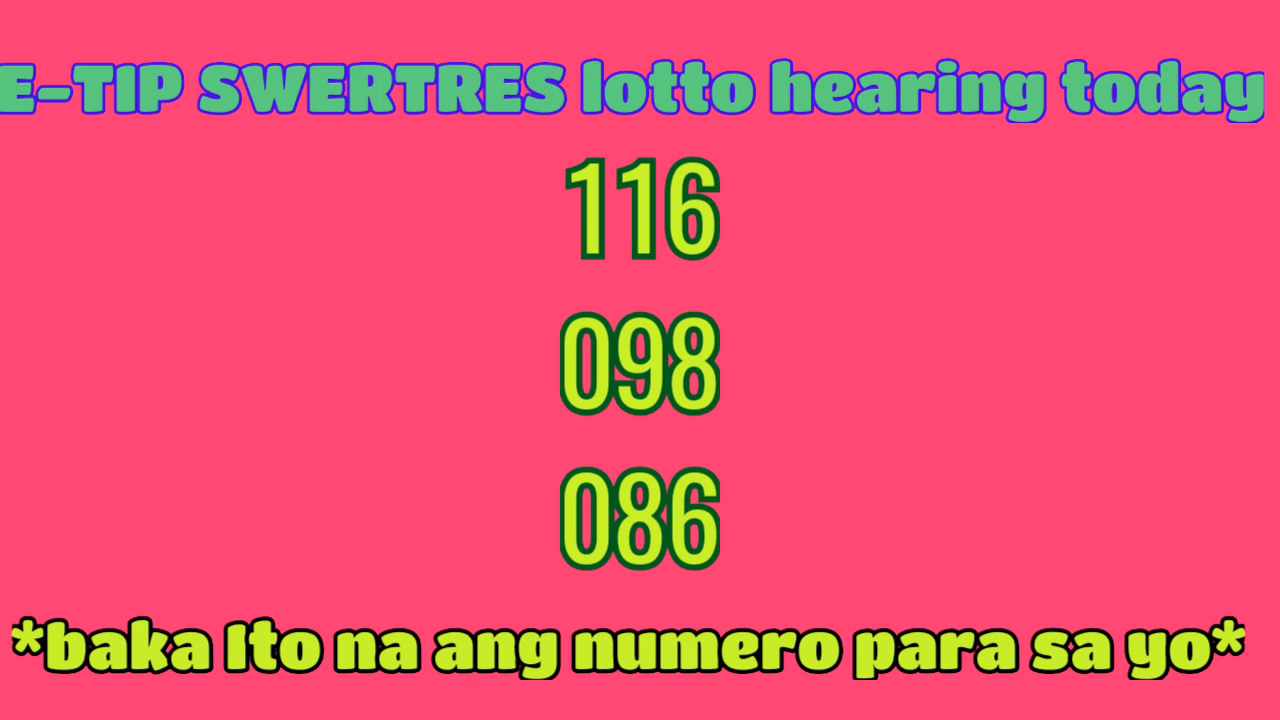 E-TIP SWERTRES lotto hearing today
116
098
086
*baka Ito na ang numero para sa yo*